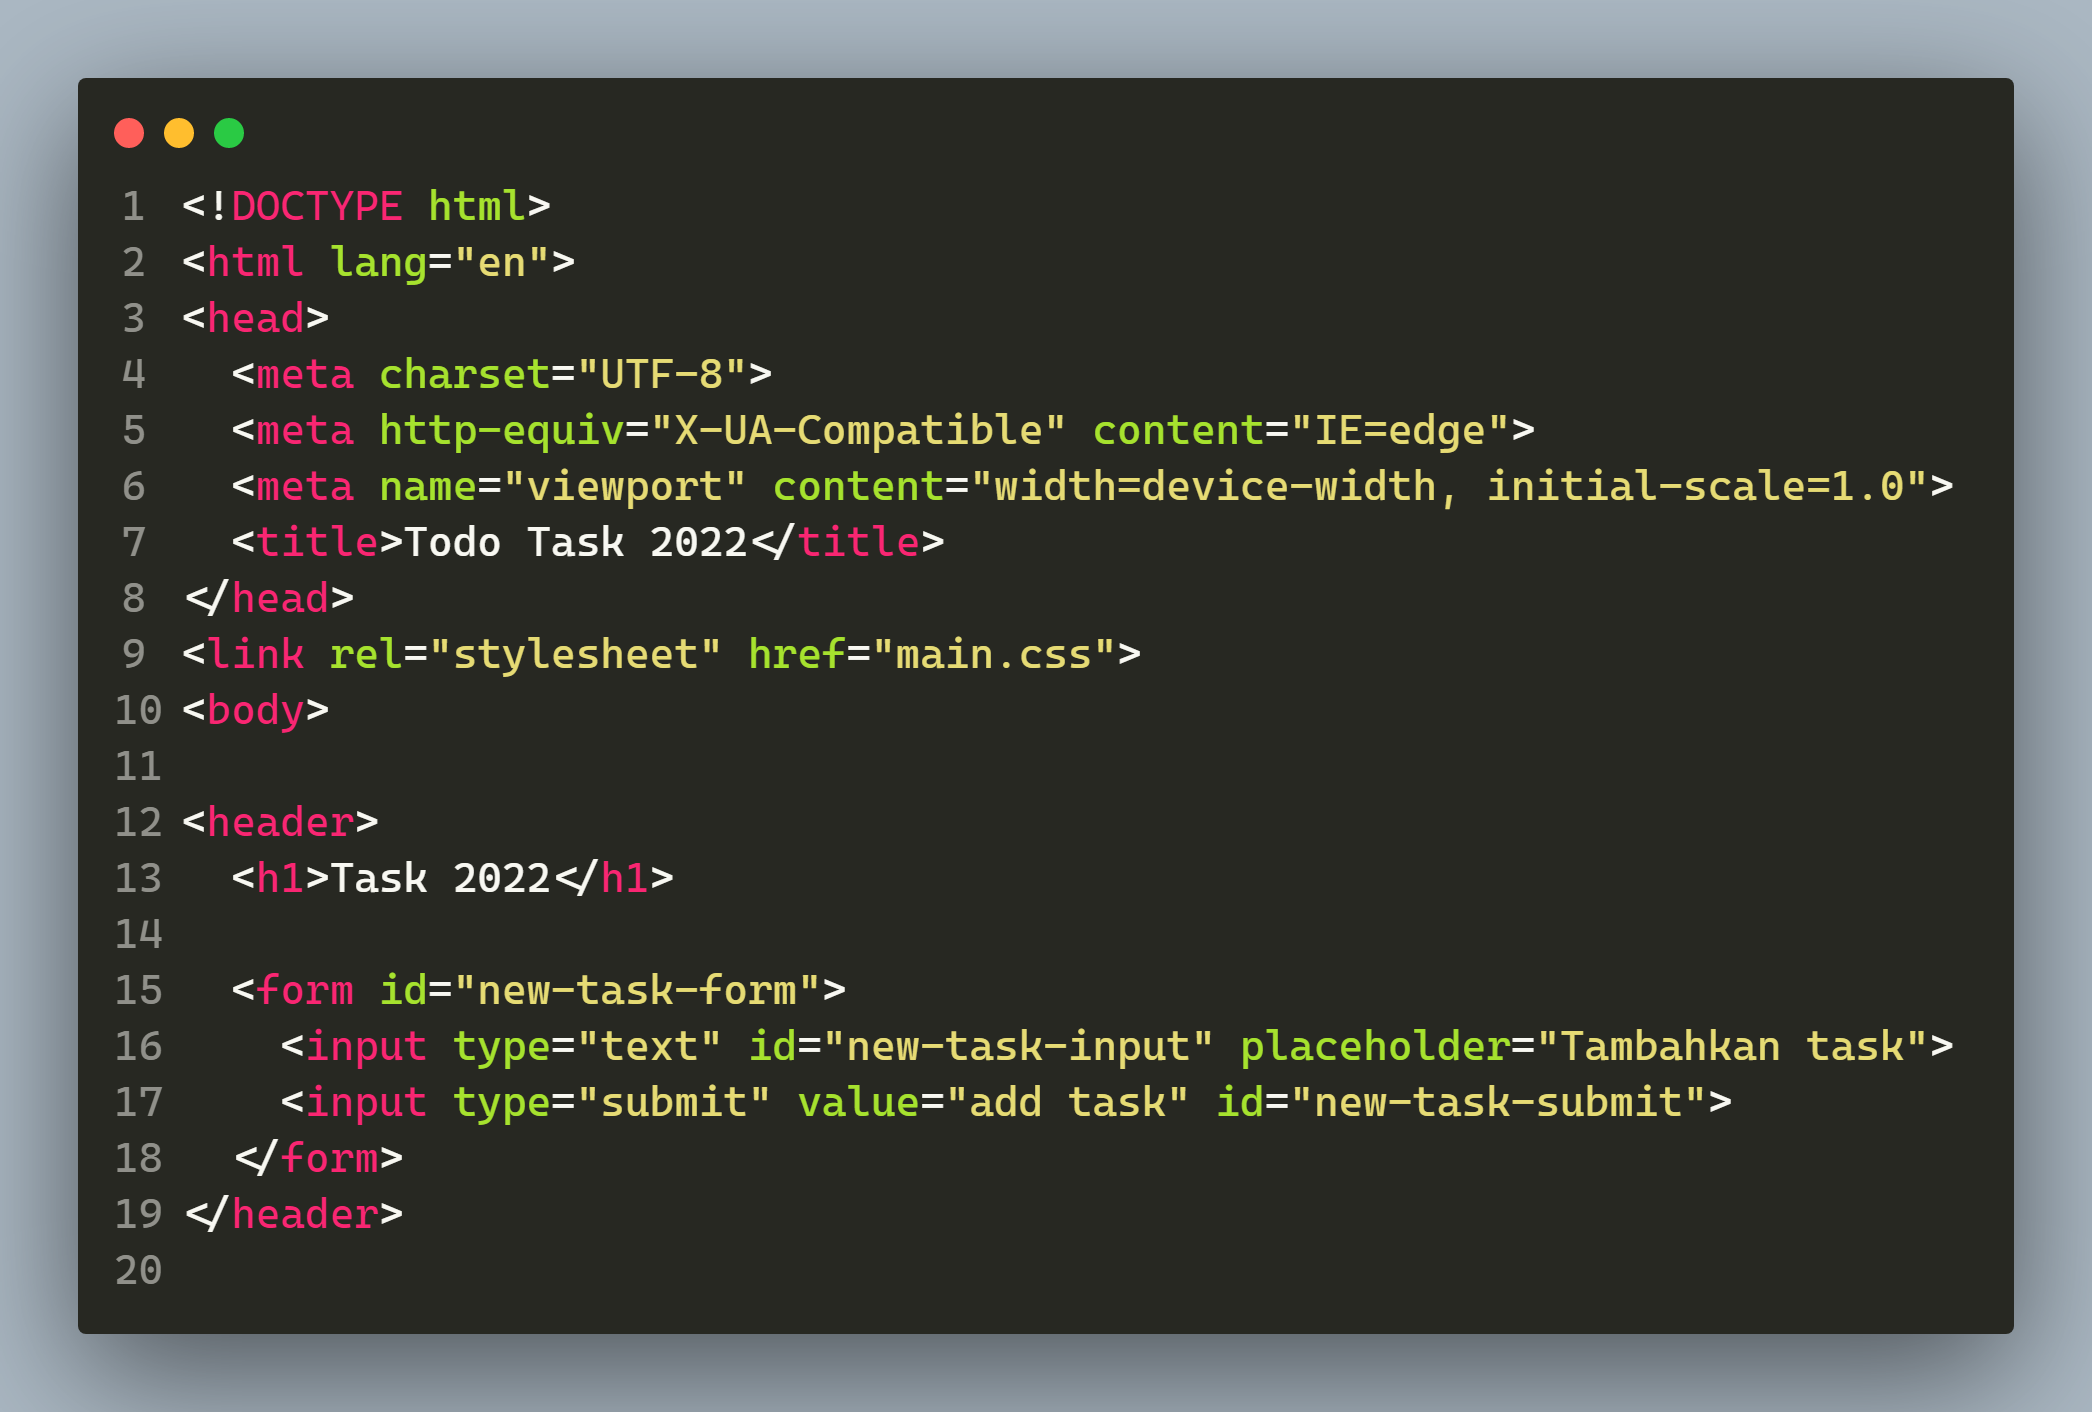 1 <!DOCTYPE html>
2 <html lang="en">
3 <head>
4   <meta charset="UTF-8">
5   <meta http-equiv="X-UA-Compatible" content="IE=edge">
6   <meta name="viewport" content="width=device-width, initial-scale=1.0">
7   <title>Todo Task 2022</title>
8 </head>
9 <link rel="stylesheet" href="main.css">
10 <body>
11
12 <header>
13   <h1>Task 2022</h1>
14
15   <form id="new-task-form">
16     <input type="text" id="new-task-input" placeholder="Tambahkan task">
17     <input type="submit" value="add task" id="new-task-submit">
18   </form>
19 </header>
20